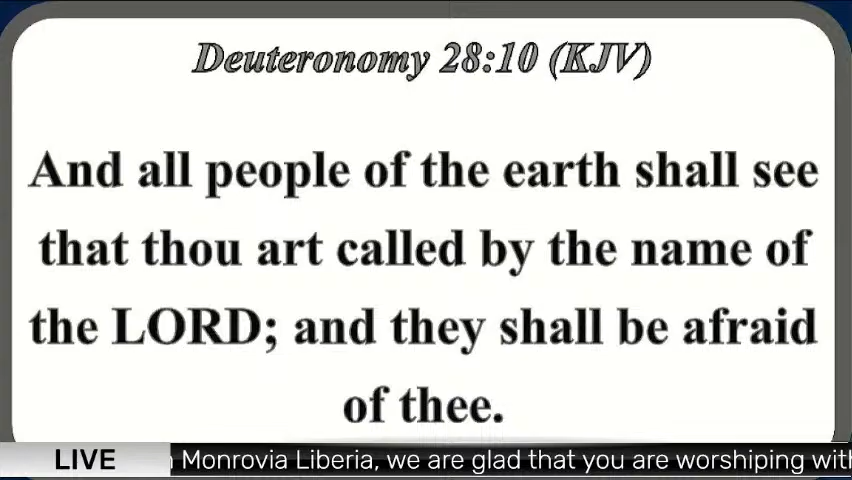 Deuteronomy 28:10 (KJV)
And all people of the earth shall see
that thou art called by the name of
the LORD; and they shall be afraid
of thee.
LIVE
Monrovia Liberia, we are glad that you are worshiping with